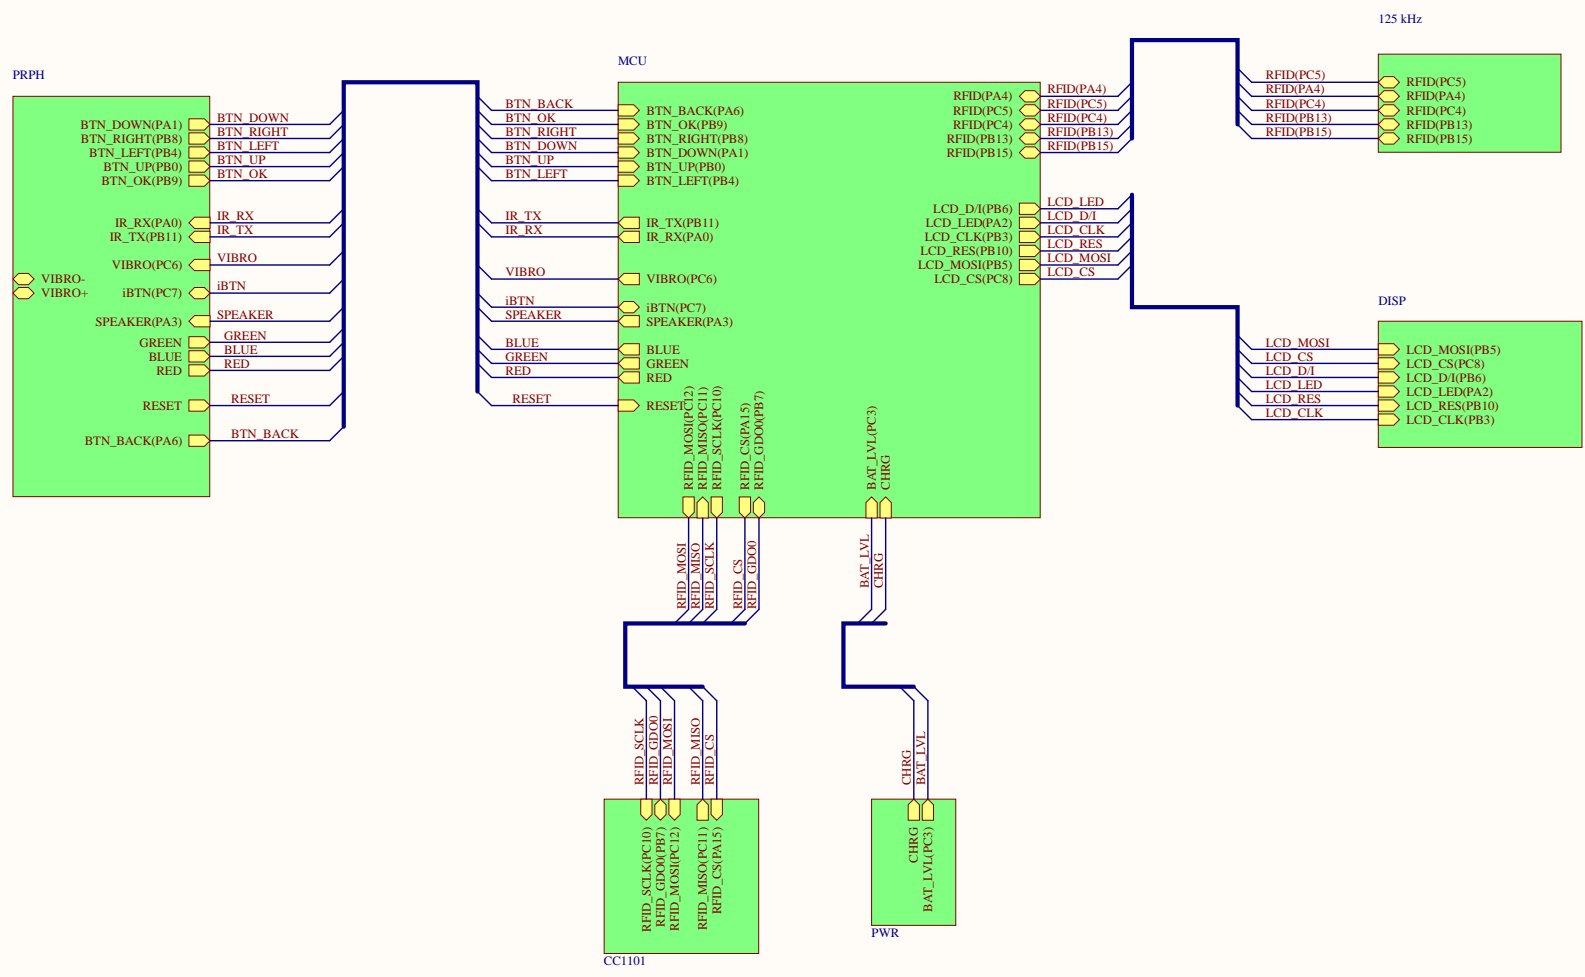 125 kHz
MCU
PRPH
DISP
CC1101
PWR
BTN_DOWN(PA1) BTN_DOWN
BTN_RIGHT(PB8) BTN_RIGHT
BTN_LEFT(PB4) BTN_LEFT
BTN_UP(PB0) BTN_UP
BTN_OK(PB9) BTN_OK
IR_RX(PA0) IR_RX
IR_TX(PB11) IR_TX
VIBRO(PC6) VIBRO
VIBRO-
VIBRO+ iBTN(PC7) iBTN
SPEAKER(PA3) SPEAKER
GREEN GREEN
BLUE BLUE
RED RED
RESET RESET
BTN_BACK(PA6) BTN_BACK
BTN_BACK BTN_BACK(PA6)
BTN_OK BTN_OK(PB9)
BTN_RIGHT BTN_RIGHT(PB8)
BTN_DOWN BTN_DOWN(PA1)
BTN_UP BTN_UP(PB0)
BTN_LEFT BTN_LEFT(PB4)
IR_TX IR_TX(PB11)
IR_RX IR_RX(PA0)
VIBRO VIBRO(PC6)
iBTN iBTN(PC7)
SPEAKER SPEAKER(PA3)
BLUE BLUE
GREEN GREEN
RED RED
RESET RESET
RFID(PA4) RFID(PA4)
RFID(PC5) RFID(PC5)
RFID(PC4) RFID(PC4)
RFID(PB13) RFID(PB13)
RFID(PB15) RFID(PB15)
LCD_D/I(PB6) LCD_LED
LCD_LED(PA2) LCD_D/I
LCD_CLK(PB3) LCD_CLK
LCD_RES(PB10) LCD_RES
LCD_MOSI(PB5) LCD_MOSI
LCD_CS(PC8) LCD_CS
RFID(PC5) RFID(PC5)
RFID(PA4) RFID(PA4)
RFID(PC4) RFID(PC4)
RFID(PB13) RFID(PB13)
RFID(PB15) RFID(PB15)
LCD_MOSI LCD_MOSI(PB5)
LCD_CS LCD_CS(PC8)
LCD_D/I LCD_D/I(PB6)
LCD_LED LCD_LED(PA2)
LCD_RES LCD_RES(PB10)
LCD_CLK LCD_CLK(PB3)
RFID_MOSI(PC12)
RFID_MISO(PC11)
RFID_SCLK(PC10)
RFID_CS(PA15)
RFID_GDO0(PB7)
BAT_LVL(PC3)
CHRG
RFID_MOSI
RFID_MISO
RFID_SCLK
RFID_CS
RFID_GDO0
BAT_LVL
CHRG
RFID_SCLK
RFID_GDO0
RFID_MOSI
RFID_MISO
RFID_CS
CHRG
BAT_LVL
RFID_SCLK(PC10)
RFID_GDO0(PB7)
RFID_MOSI(PC12)
RFID_MISO(PC11)
RFID_CS(PA15)
CHRG
BAT_LVL(PC3)